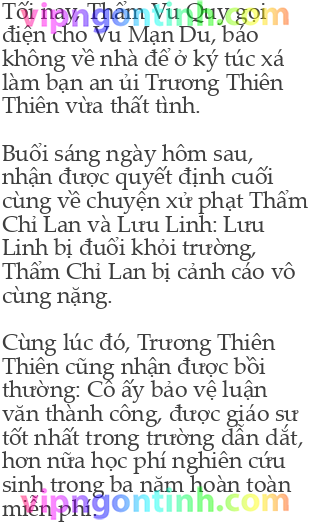 Tối nay, Thẩm Vu Quy gọi
điện cho Vu Mạn Du, bảo
không về nhà để ở ký túc xá
làm bạn an ủi Trương Thiên
Thiên vừa thất tình.
Buổi sáng ngày hôm sau,
nhận được quyết định cuối
cùng về chuyện xử phạt Thẩm
Chỉ Lan và Lưu Linh: Lưu
Linh bị đuổi khỏi trường,
Thẩm Chỉ Lan bị cảnh cáo vô
cùng nặng.
Cùng lúc đó, Trương Thiên
Thiên cũng nhận được bồi
thường: Cô ấy bảo vệ luận
văn thành công, được giáo sư
tốt nhất trong trường dẫn dắt,
hơn nữa học phí nghiên cứu
sinh trong ba năm hoàn toàn
miễn phí.
vipngontinh.com
vipngontinh.com